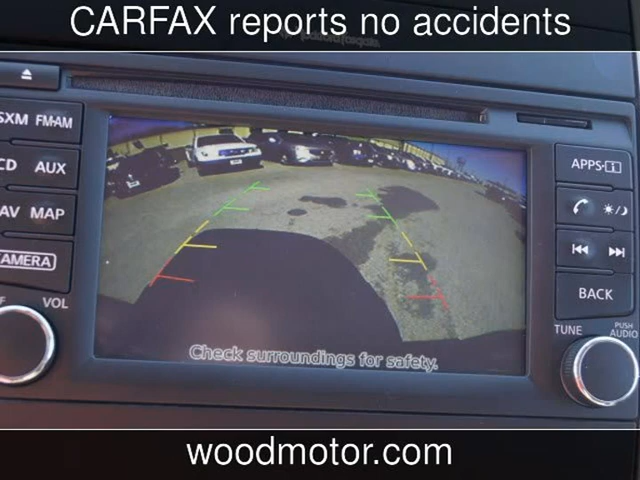 CARFAX reports no accidents
SXM FM·AM
CD AUX
NAV MAP
CAMERA
VOL
APPS·i
BACK
TUNE
PUSH
AUDIO
Check surroundings for safety.
woodmotor.com